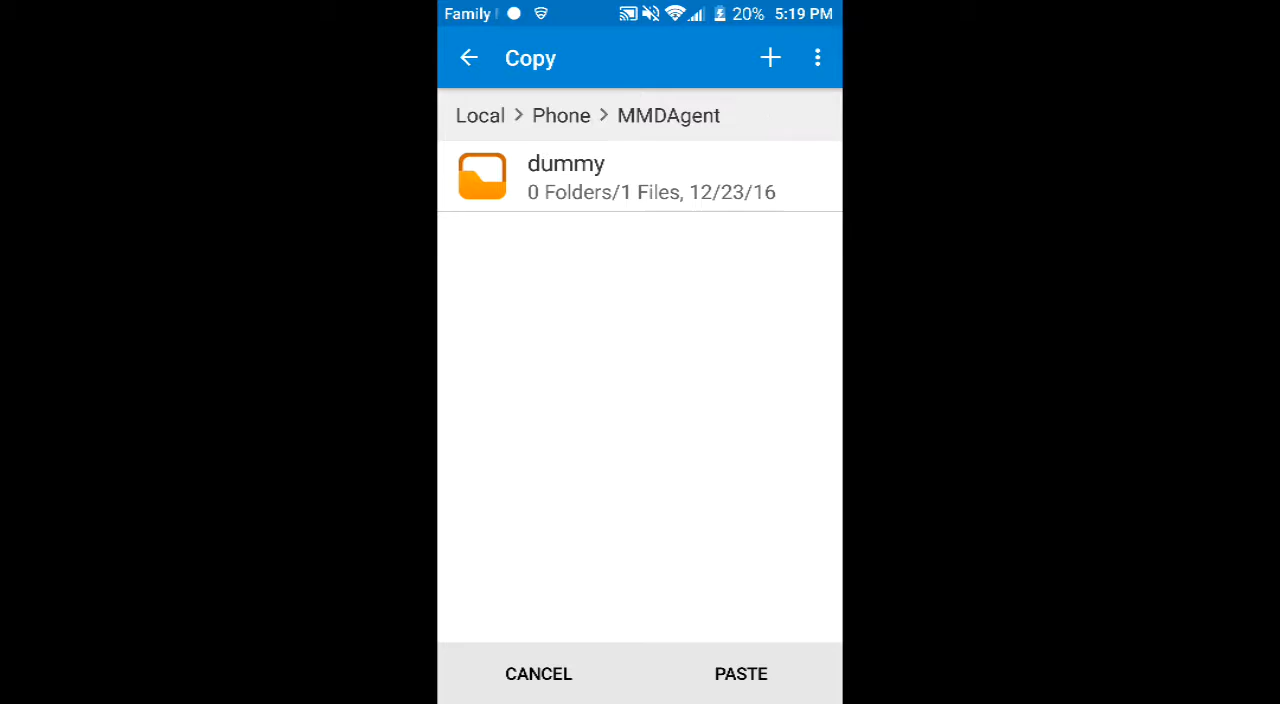 Family 20% 5:19 PM
Copy
Local > Phone > MMDAgent
dummy
0 Folders/1 Files, 12/23/16
CANCEL PASTE